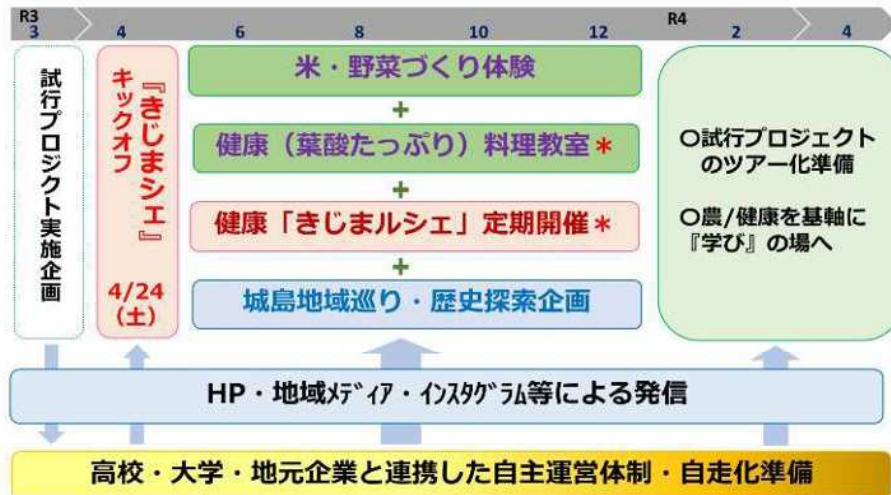 R3
3 4 6 8 10 12 R4 2 4
試行プロジクト実施企画
『きじまシェ』
キックオフ
4/24
(土)
米・野菜づくり体験
+
健康(葉酸たっぷり)料理教室*
+
健康「きじまルシェ」定期開催*
+
城島地域巡り・歴史探索企画
〇試行プロジェクト
のツアー化準備
〇農/健康を基軸に
『学び』の場へ
HP・地域メディア・インスタグラム等による発信
高校・大学・地元企業と連携した自主運営体制・自走化準備